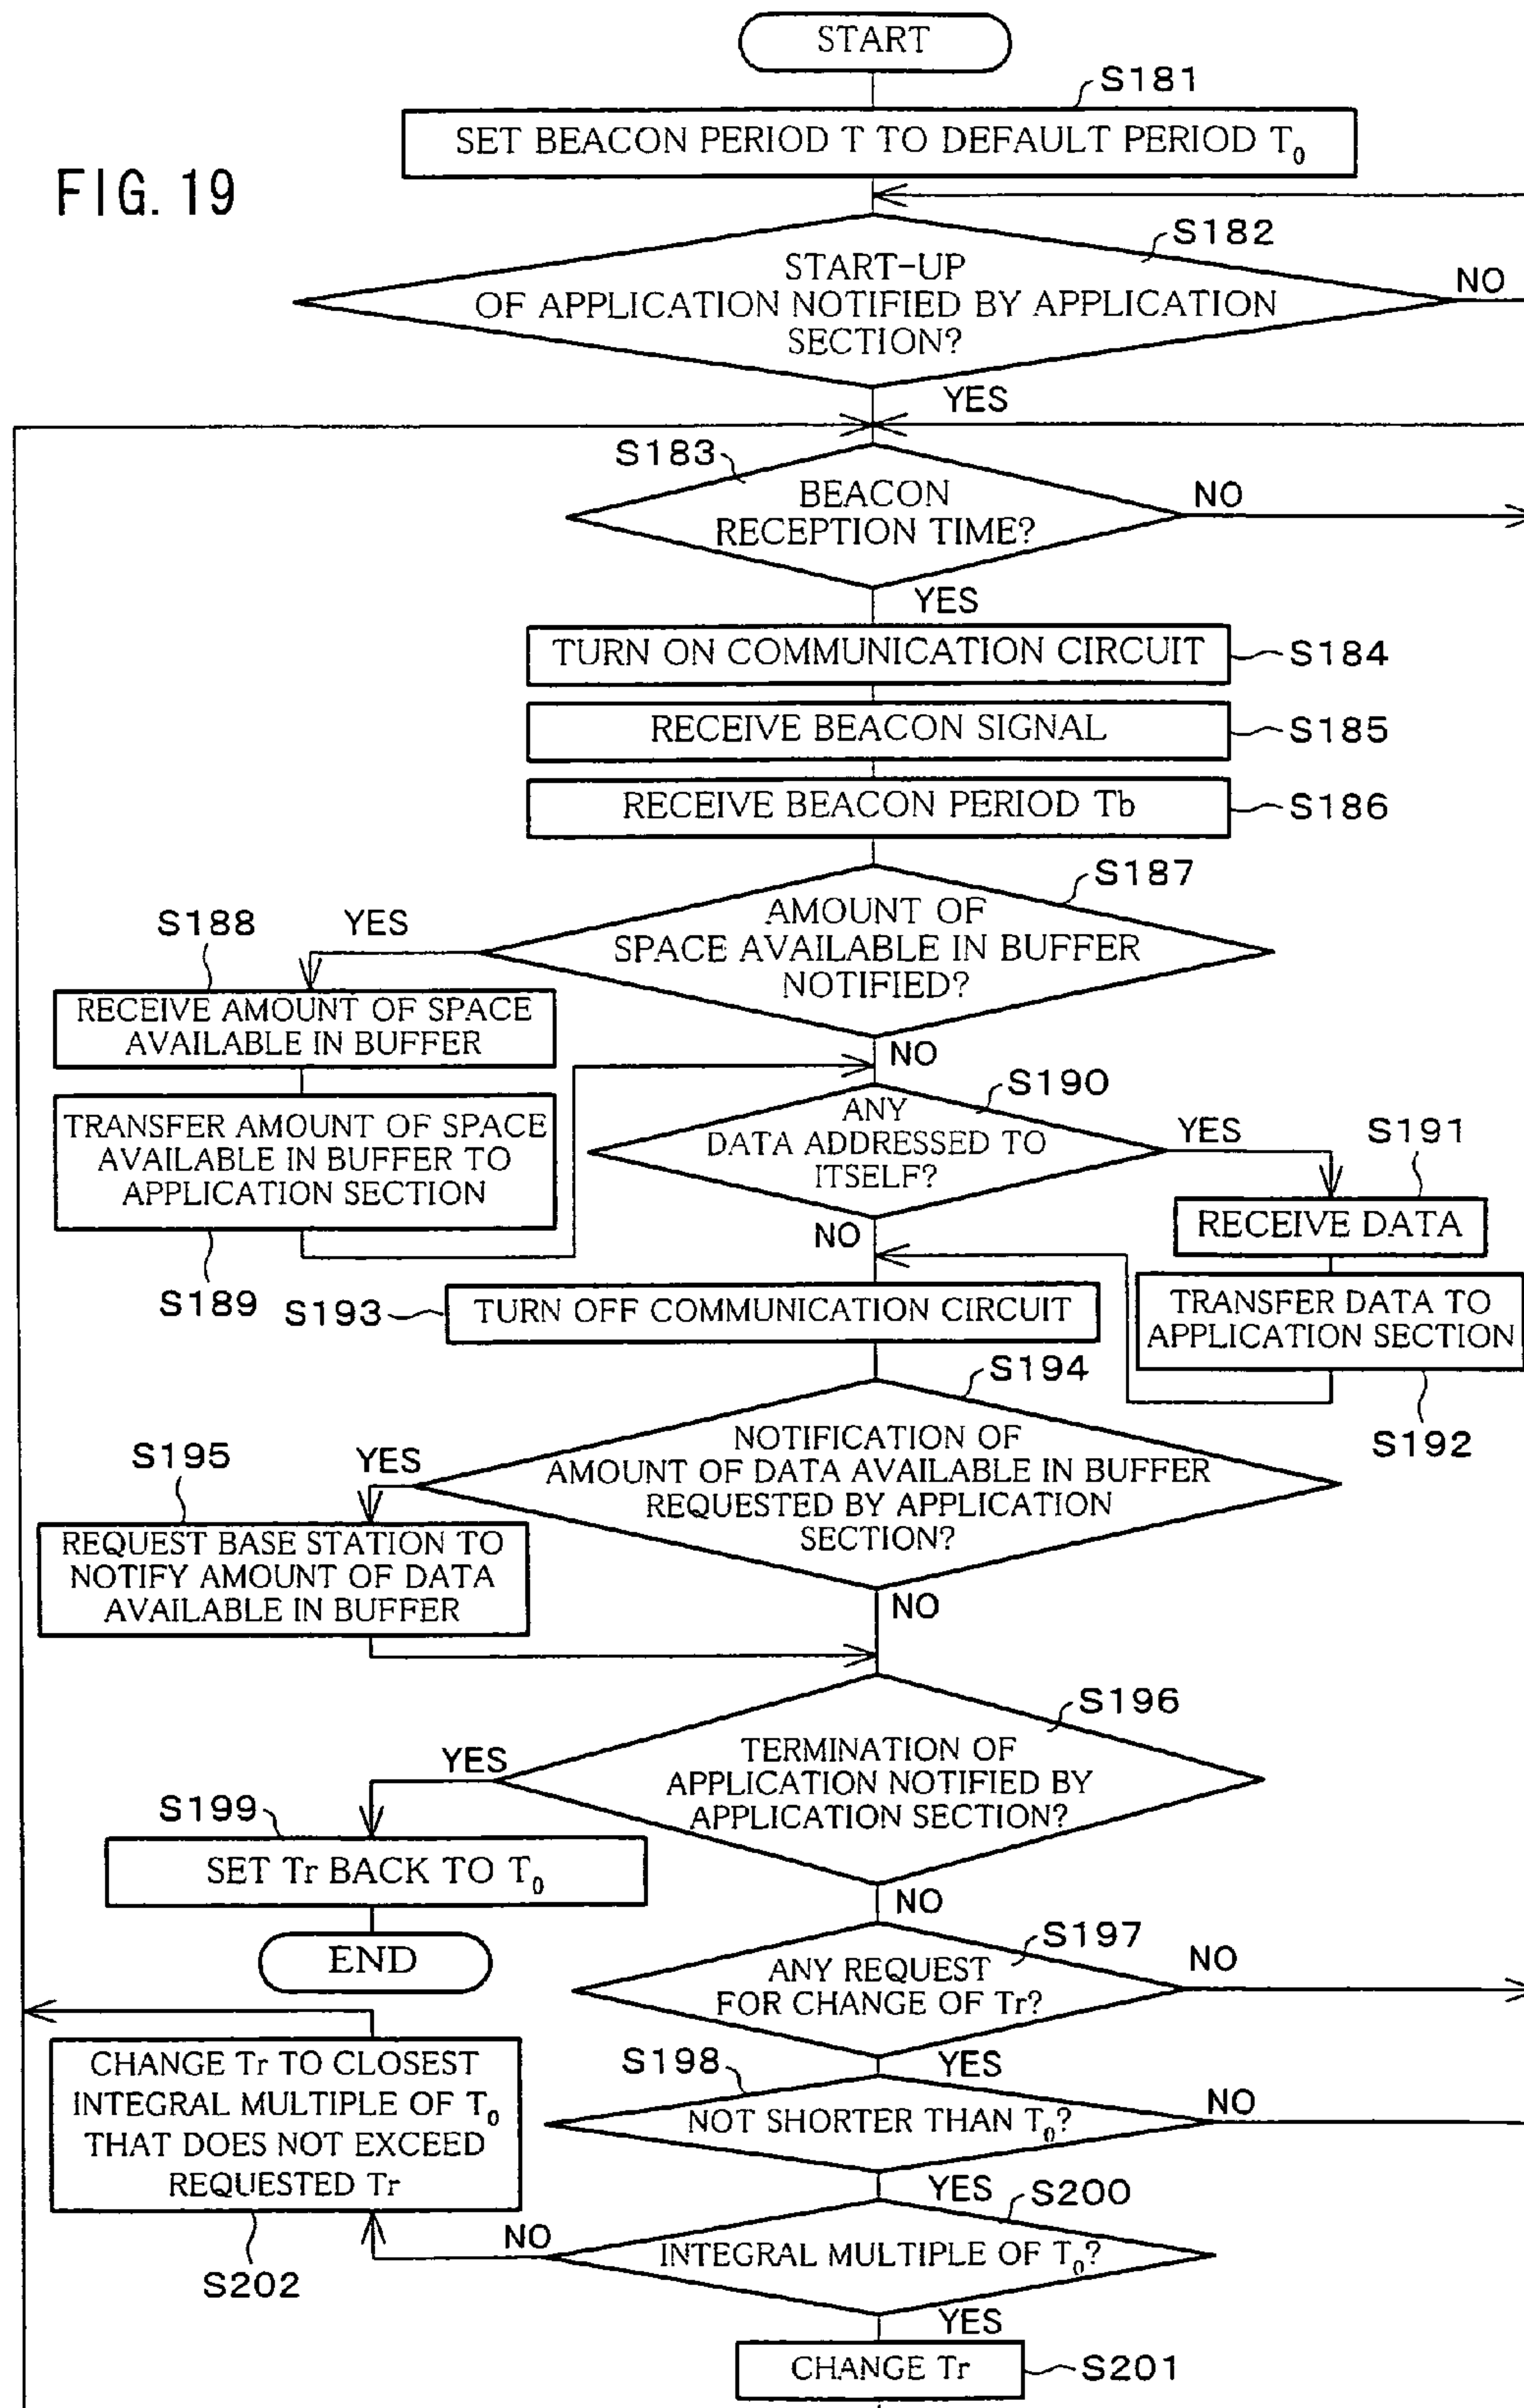 START
S181
SET BEACON PERIOD T TO DEFAULT PERIOD T₀
FIG. 19
S182
START-UP
OF APPLICATION NOTIFIED BY APPLICATION
SECTION?
NO
YES
S183
BEACON
RECEPTION TIME?
NO
YES
TURN ON COMMUNICATION CIRCUIT
S184
RECEIVE BEACON SIGNAL
S185
RECEIVE BEACON PERIOD Tb
S186
S187
AMOUNT OF
SPACE AVAILABLE IN BUFFER
NOTIFIED?
YES
S188
RECEIVE AMOUNT OF SPACE
AVAILABLE IN BUFFER
NO
TRANSFER AMOUNT OF SPACE
AVAILABLE IN BUFFER TO
APPLICATION SECTION
S189
S190
ANY
DATA ADDRESSED TO
ITSELF?
YES
S191
RECEIVE DATA
NO
TRANSFER DATA TO
APPLICATION SECTION
S192
S193
TURN OFF COMMUNICATION CIRCUIT
S194
NOTIFICATION OF
AMOUNT OF DATA AVAILABLE IN BUFFER
REQUESTED BY APPLICATION
SECTION?
YES
S195
REQUEST BASE STATION TO
NOTIFY AMOUNT OF DATA
AVAILABLE IN BUFFER
NO
S196
TERMINATION OF
APPLICATION NOTIFIED BY
APPLICATION SECTION?
YES
S199
SET Tr BACK TO T₀
END
NO
S197
ANY REQUEST
FOR CHANGE OF Tr?
NO
YES
S198
NOT SHORTER THAN T₀?
NO
YES
S200
INTEGRAL MULTIPLE OF T₀?
NO
CHANGE Tr TO CLOSEST
INTEGRAL MULTIPLE OF T₀
THAT DOES NOT EXCEED
REQUESTED Tr
S202
YES
CHANGE Tr
S201